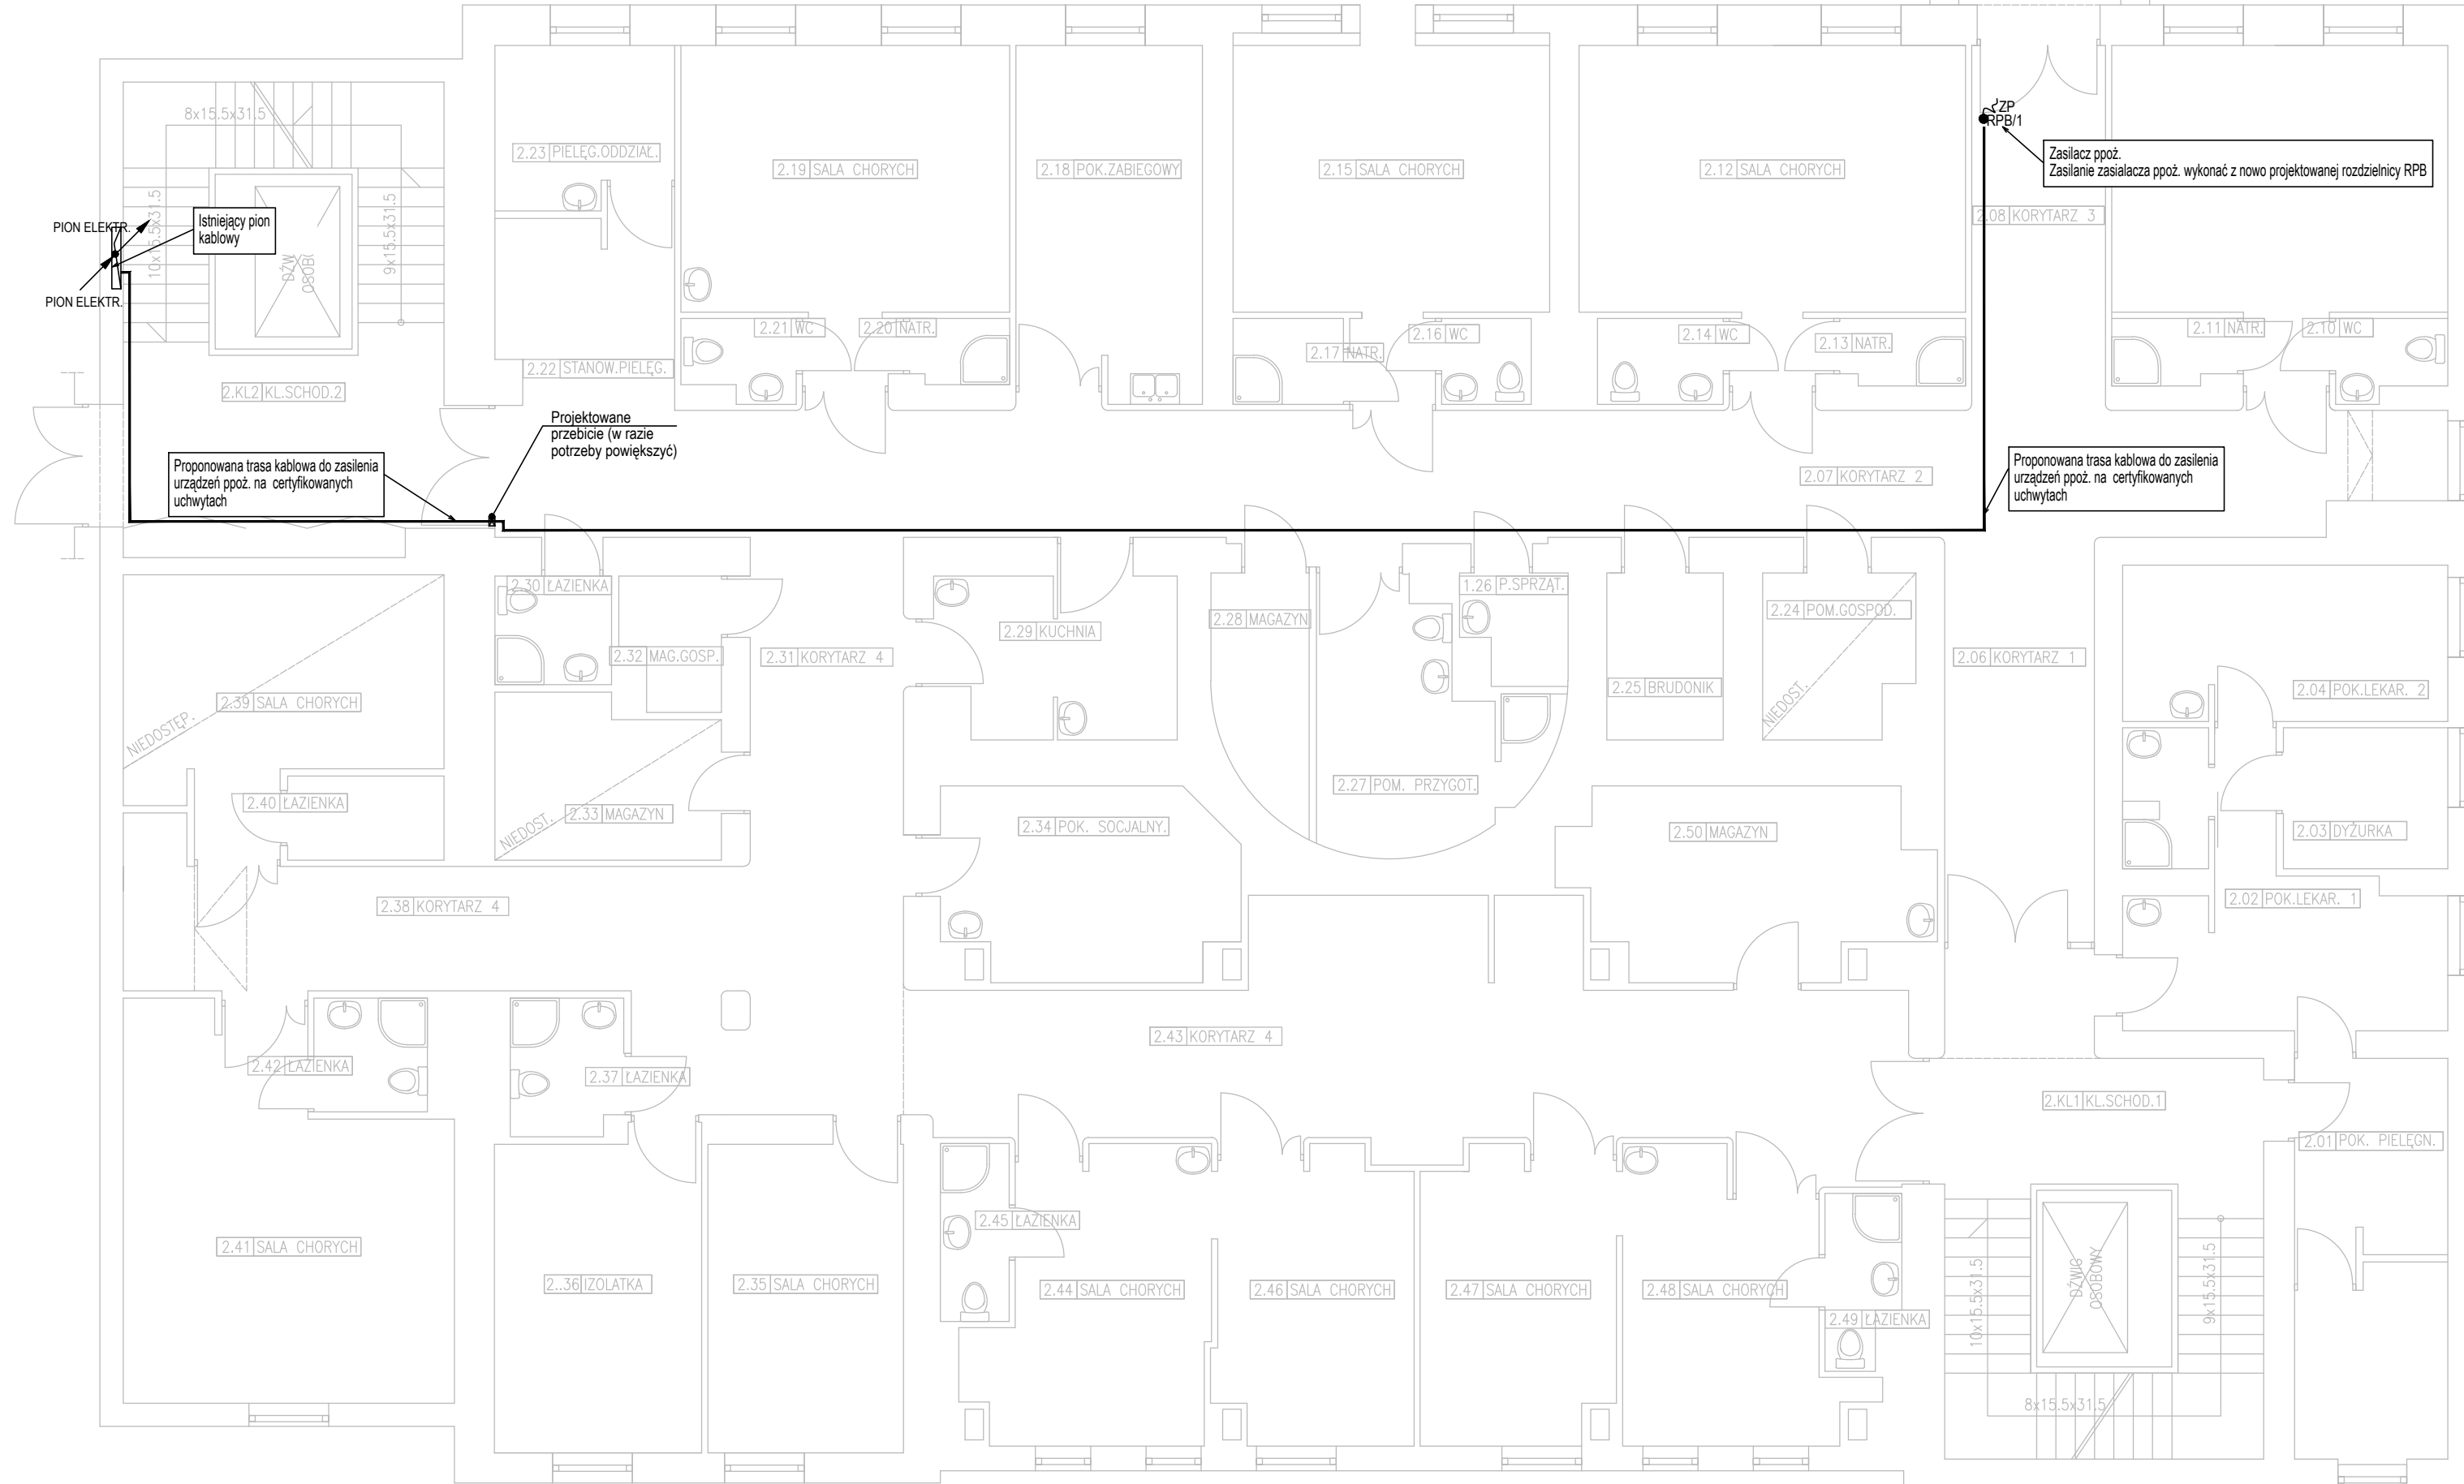 8x15.5x31.5
10x15.5x31.5
9x15.5x31.5
PION ELEKTR.
Istniejący pion
kablowy
PION ELEKTR.
2.KL2 KL.SCHOD.2
2.23 PIELĘG.ODDZIAŁ.
2.19 SALA CHORYCH
2.18 POK.ZABIEGOWY
2.15 SALA CHORYCH
2.12 SALA CHORYCH
ZP
RPB/1
Zasilacz ppoż.
Zasilanie zasialacza ppoż. wykonać z nowo projektowanej rozdzielnicy RPB
2.08 KORYTARZ 3
2.22 STANOW.PIELĘG.
2.21 WC
2.20 NATR.
2.17 NATR.
2.16 WC
2.14 WC
2.13 NATR.
2.11 NATR.
2.10 WC
Projektowane
przebicie (w razie
potrzeby powiększyć)
Proponowana trasa kablowa do zasilenia
urządzeń ppoż. na certyfikowanych
uchwytach
2.07 KORYTARZ 2
Proponowana trasa kablowa do zasilenia
urządzeń ppoż. na certyfikowanych
uchwytach
2.30 ŁAZIENKA
2.32 MAG.GOSP.
2.31 KORYTARZ 4
2.29 KUCHNIA
2.28 MAGAZYN
1.26 P.SPRZĄT.
2.25 BRUDONIK
2.24 POM.GOSPOD.
NIEDOST.
2.06 KORYTARZ 1
2.04 POK.LEKAR. 2
2.39 SALA CHORYCH
NIEDOSTĘP.
2.40 ŁAZIENKA
2.33 MAGAZYN
NIEDOST.
2.34 POK. SOCJALNY.
2.27 POM. PRZYGOT.
2.50 MAGAZYN
2.03 DYŻURKA
2.02 POK.LEKAR. 1
2.38 KORYTARZ 4
2.43 KORYTARZ 4
2.42 ŁAZIENKA
2.37 ŁAZIENKA
2.KL1 KL.SCHOD.1
2.01 POK. PIELĘGN.
2.41 SALA CHORYCH
2..36 IZOLATKA
2.35 SALA CHORYCH
2.45 ŁAZIENKA
2.44 SALA CHORYCH
2.46 SALA CHORYCH
2.47 SALA CHORYCH
2.48 SALA CHORYCH
2.49 ŁAZIENKA
10x15.5x31.5
DŹWIG
OSOBOWY
9x15.5x31.5
8x15.5x31.5